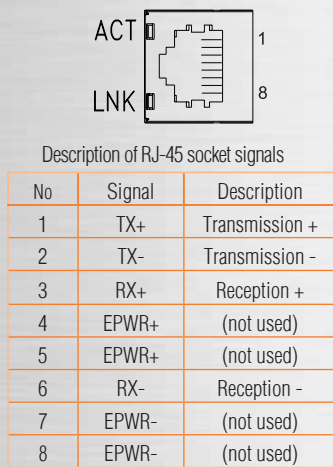 ACT
1
LNK
8
Description of RJ-45 socket signals
No Signal Description
1 TX+ Transmission +
2 TX- Transmission -
3 RX+ Reception +
4 EPWR+ (not used)
5 EPWR+ (not used)
6 RX- Reception -
7 EPWR- (not used)
8 EPWR- (not used)